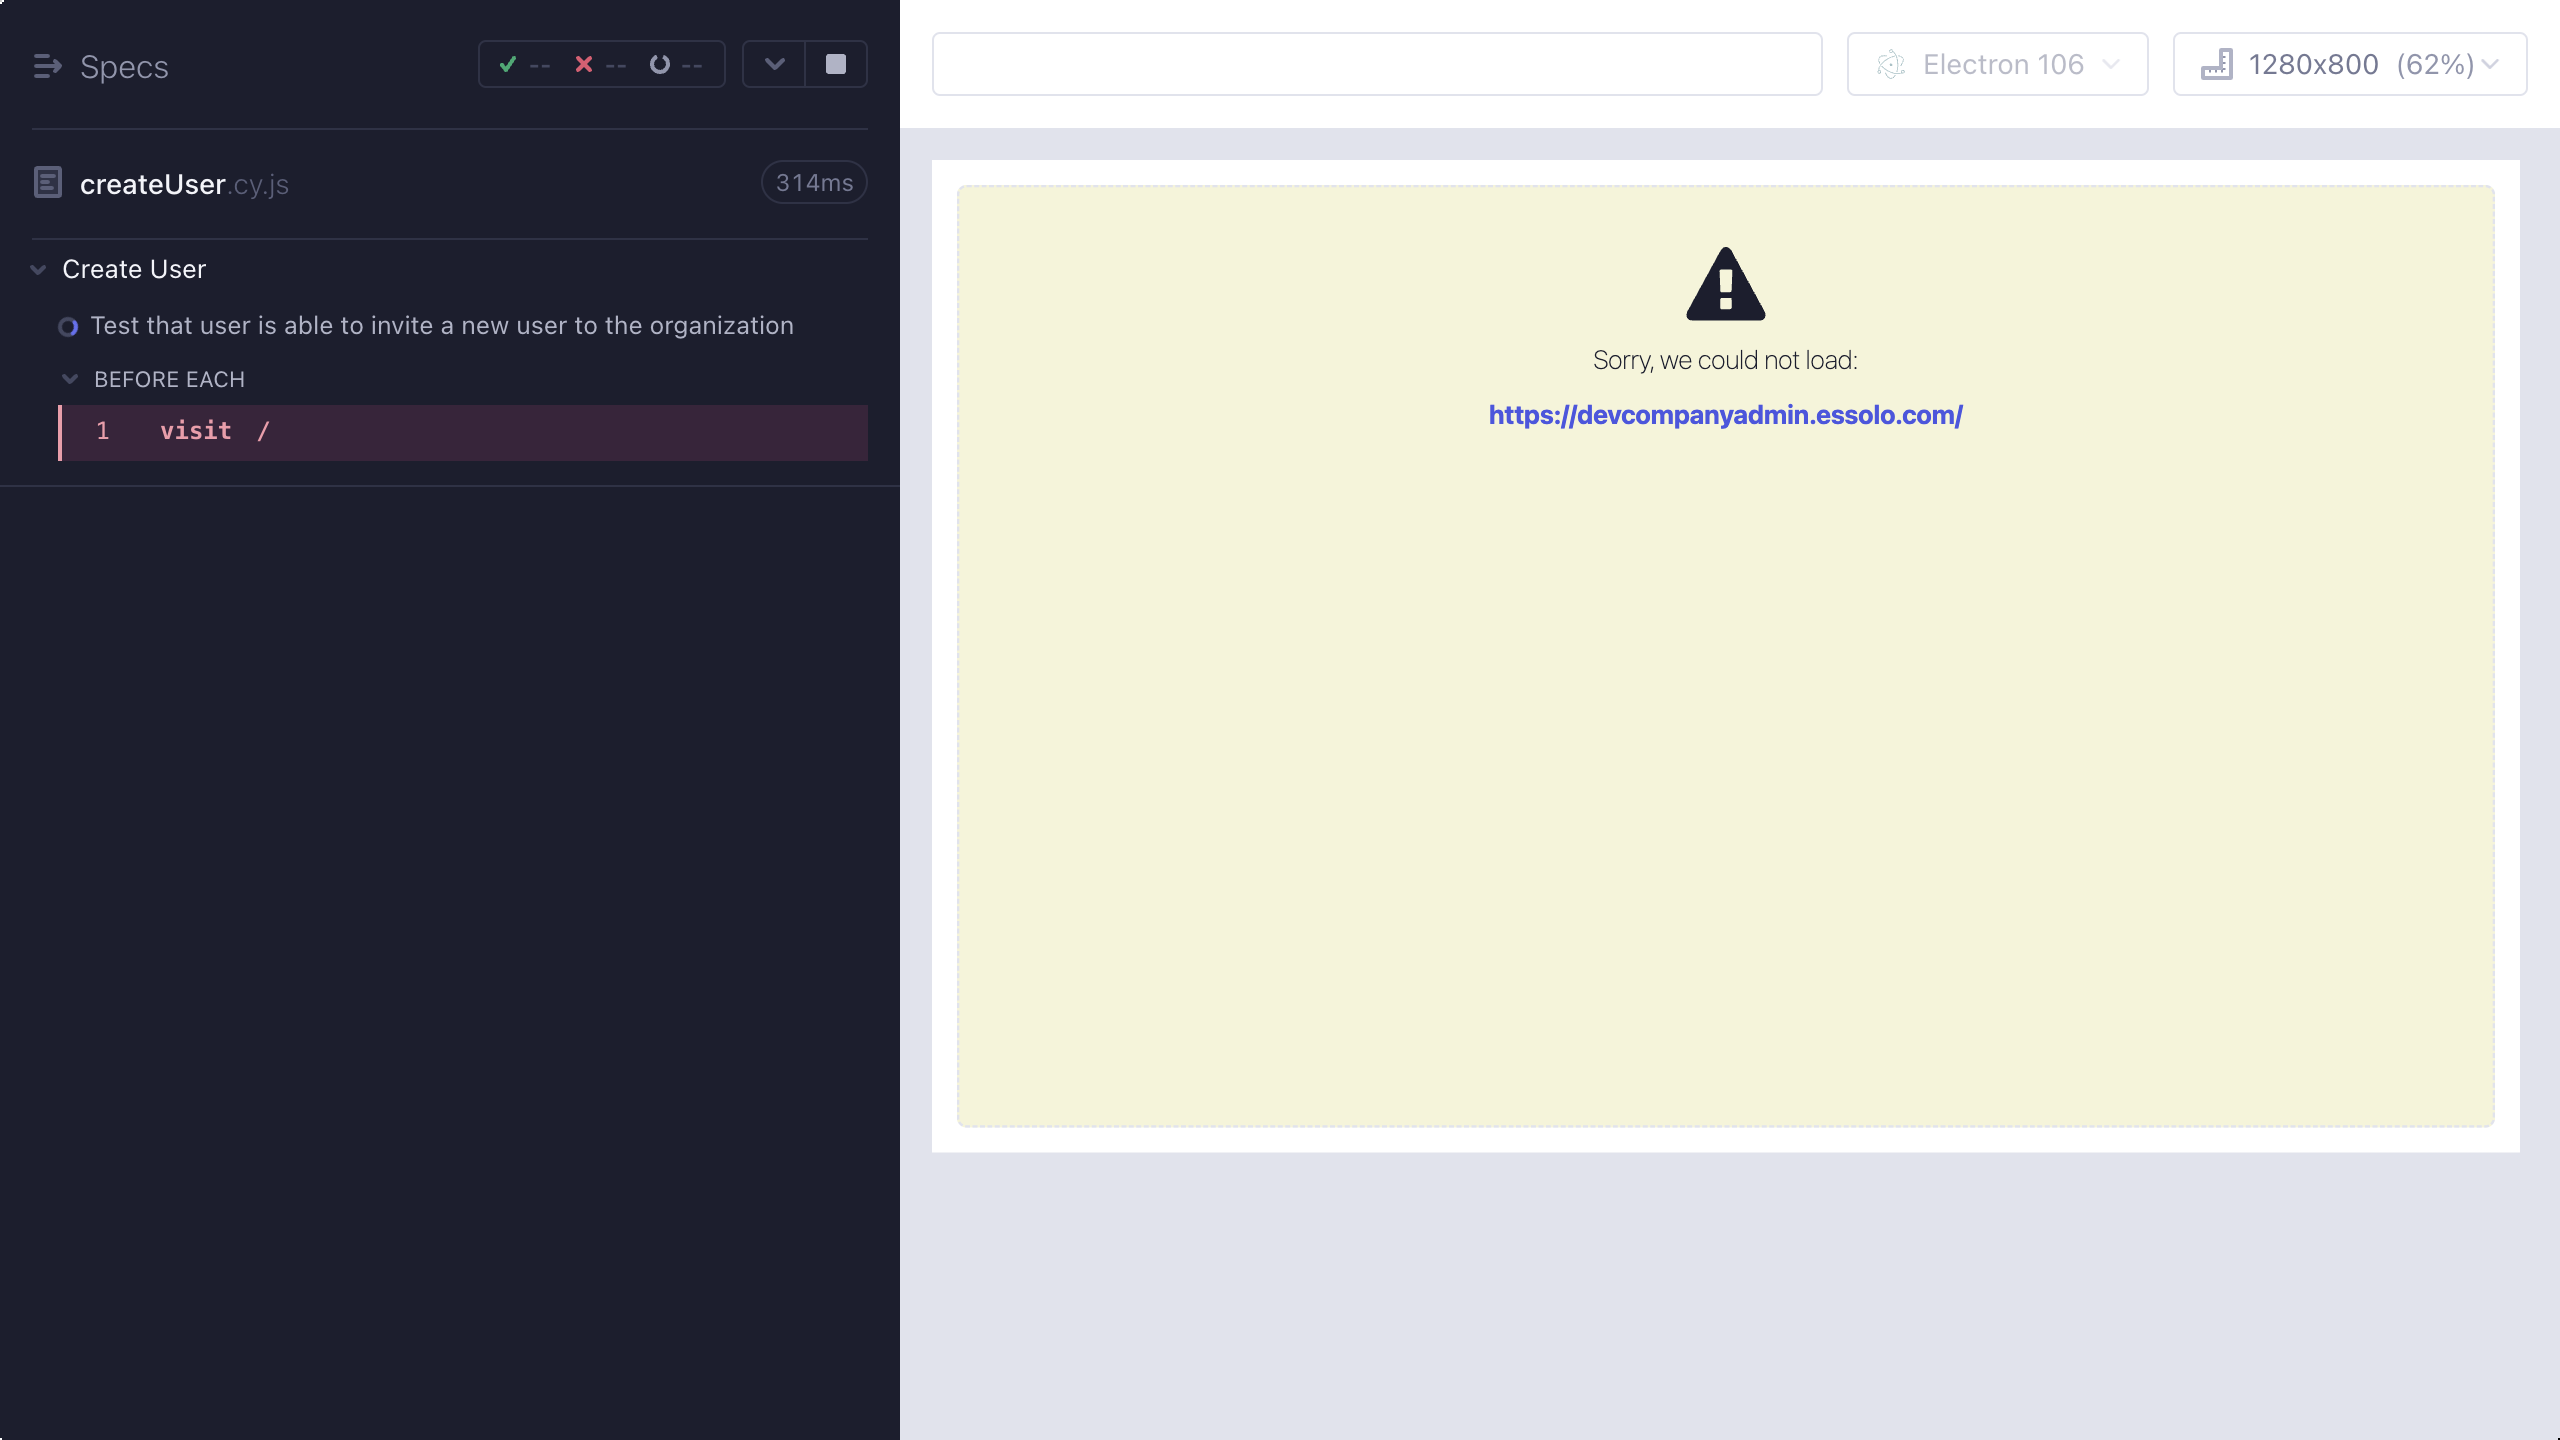 Specs
-- -- --
createUser.cy.js
314ms
Create User
Test that user is able to invite a new user to the organization
BEFORE EACH
1 visit /
Electron 106
1280x800 (62%)
Sorry, we could not load:
https://devcompanyadmin.essolo.com/